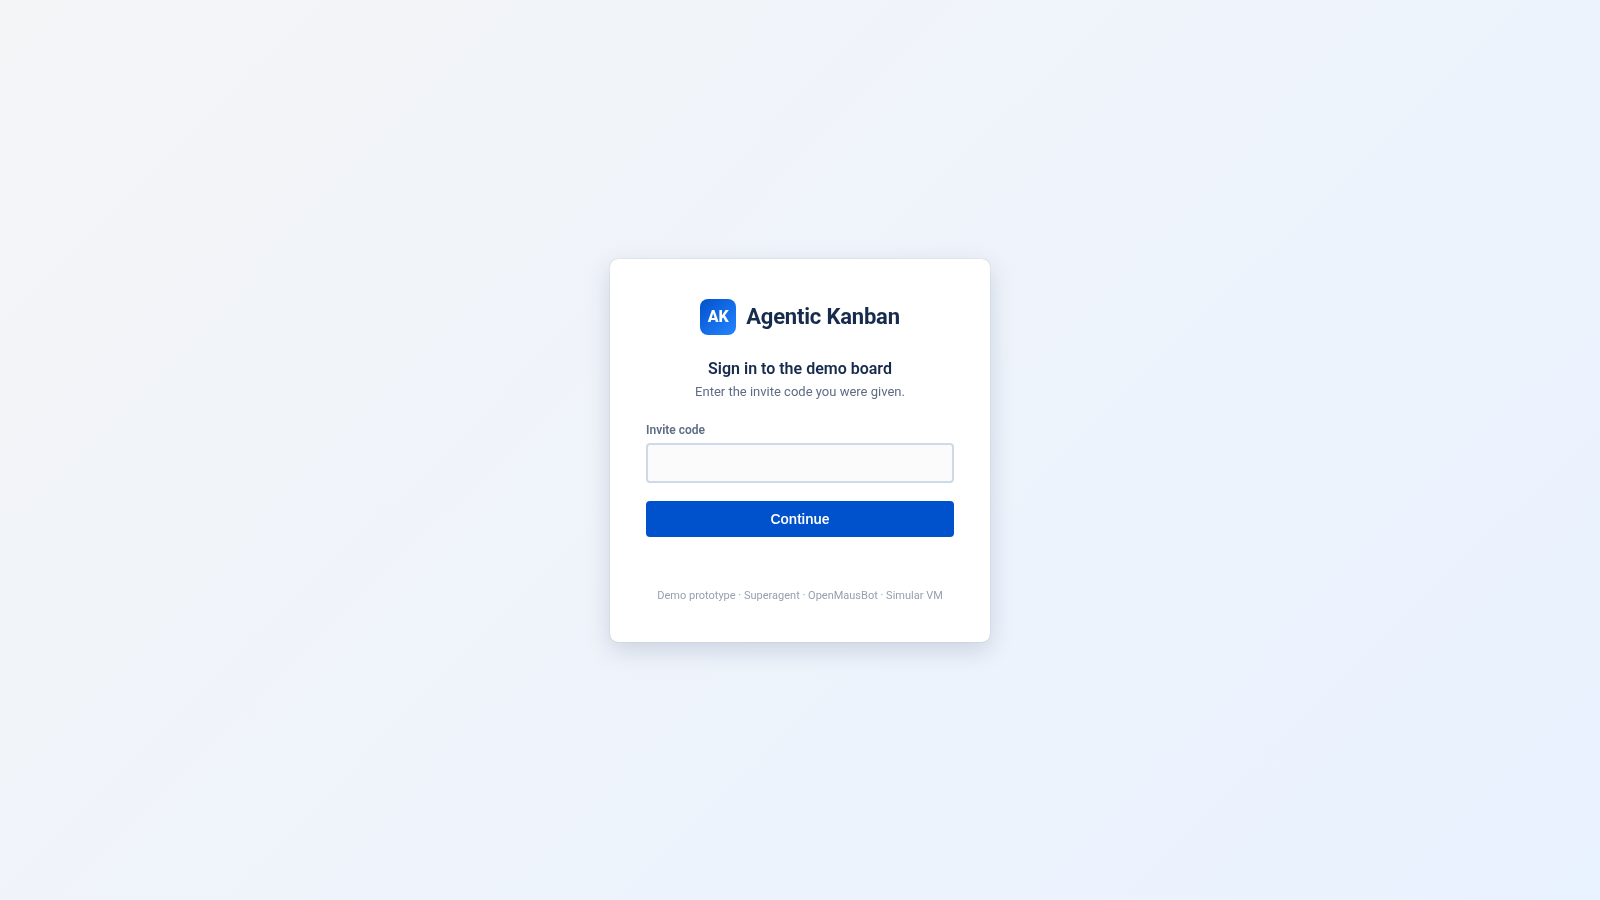 AK Agentic Kanban
Sign in to the demo board
Enter the invite code you were given.
Invite code
Continue
Demo prototype · Superagent · OpenMausBot · Simular VM